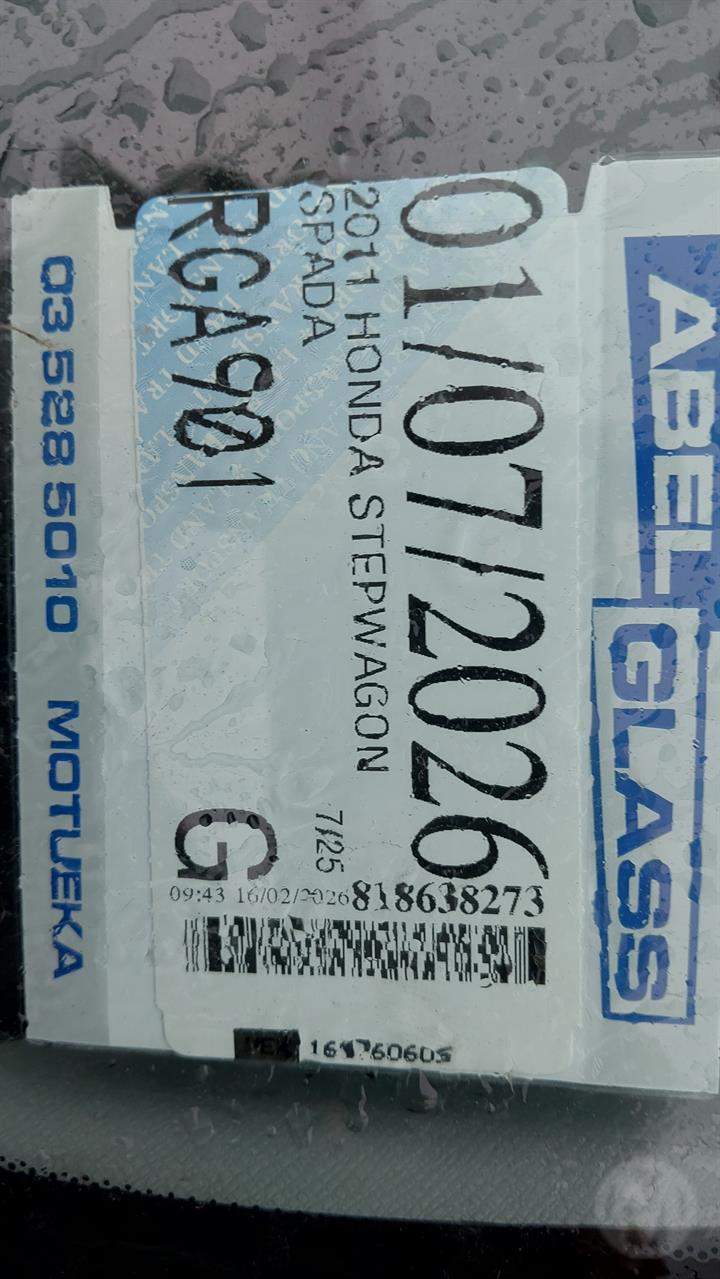 ABEL GLASS
01/07/2026
2011 HONDA STEPWAGON
SPADA
7/25
RGA901
G
818638273
09:43 16/02/2026
03 528 5010 MOTUEKA